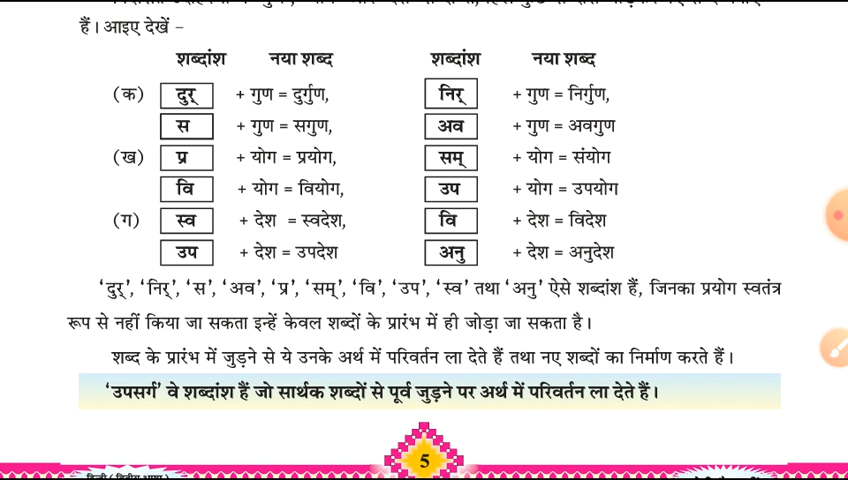 हैं। आइए देखें –
शब्दांश नया शब्द शब्दांश नया शब्द
(क) दुर् + गुण = दुर्गुण, निर् + गुण = निर्गुण,
स + गुण = सगुण, अव + गुण = अवगुण
(ख) प्र + योग = प्रयोग, सम् + योग = संयोग
वि + योग = वियोग, उप + योग = उपयोग
(ग) स्व + देश = स्वदेश, वि + देश = विदेश
उप + देश = उपदेश अनु + देश = अनुदेश
‘दुर्’, ‘निर्’, ‘स’, ‘अव’, ‘प्र’, ‘सम्’, ‘वि’, ‘उप’, ‘स्व’ तथा ‘अनु’ ऐसे शब्दांश हैं, जिनका प्रयोग स्वतंत्र
रूप से नहीं किया जा सकता इन्हें केवल शब्दों के प्रारंभ में ही जोड़ा जा सकता है।
शब्द के प्रारंभ में जुड़ने से ये उनके अर्थ में परिवर्तन ला देते हैं तथा नए शब्दों का निर्माण करते हैं।
‘उपसर्ग’ वे शब्दांश हैं जो सार्थक शब्दों से पूर्व जुड़ने पर अर्थ में परिवर्तन ला देते हैं।
5